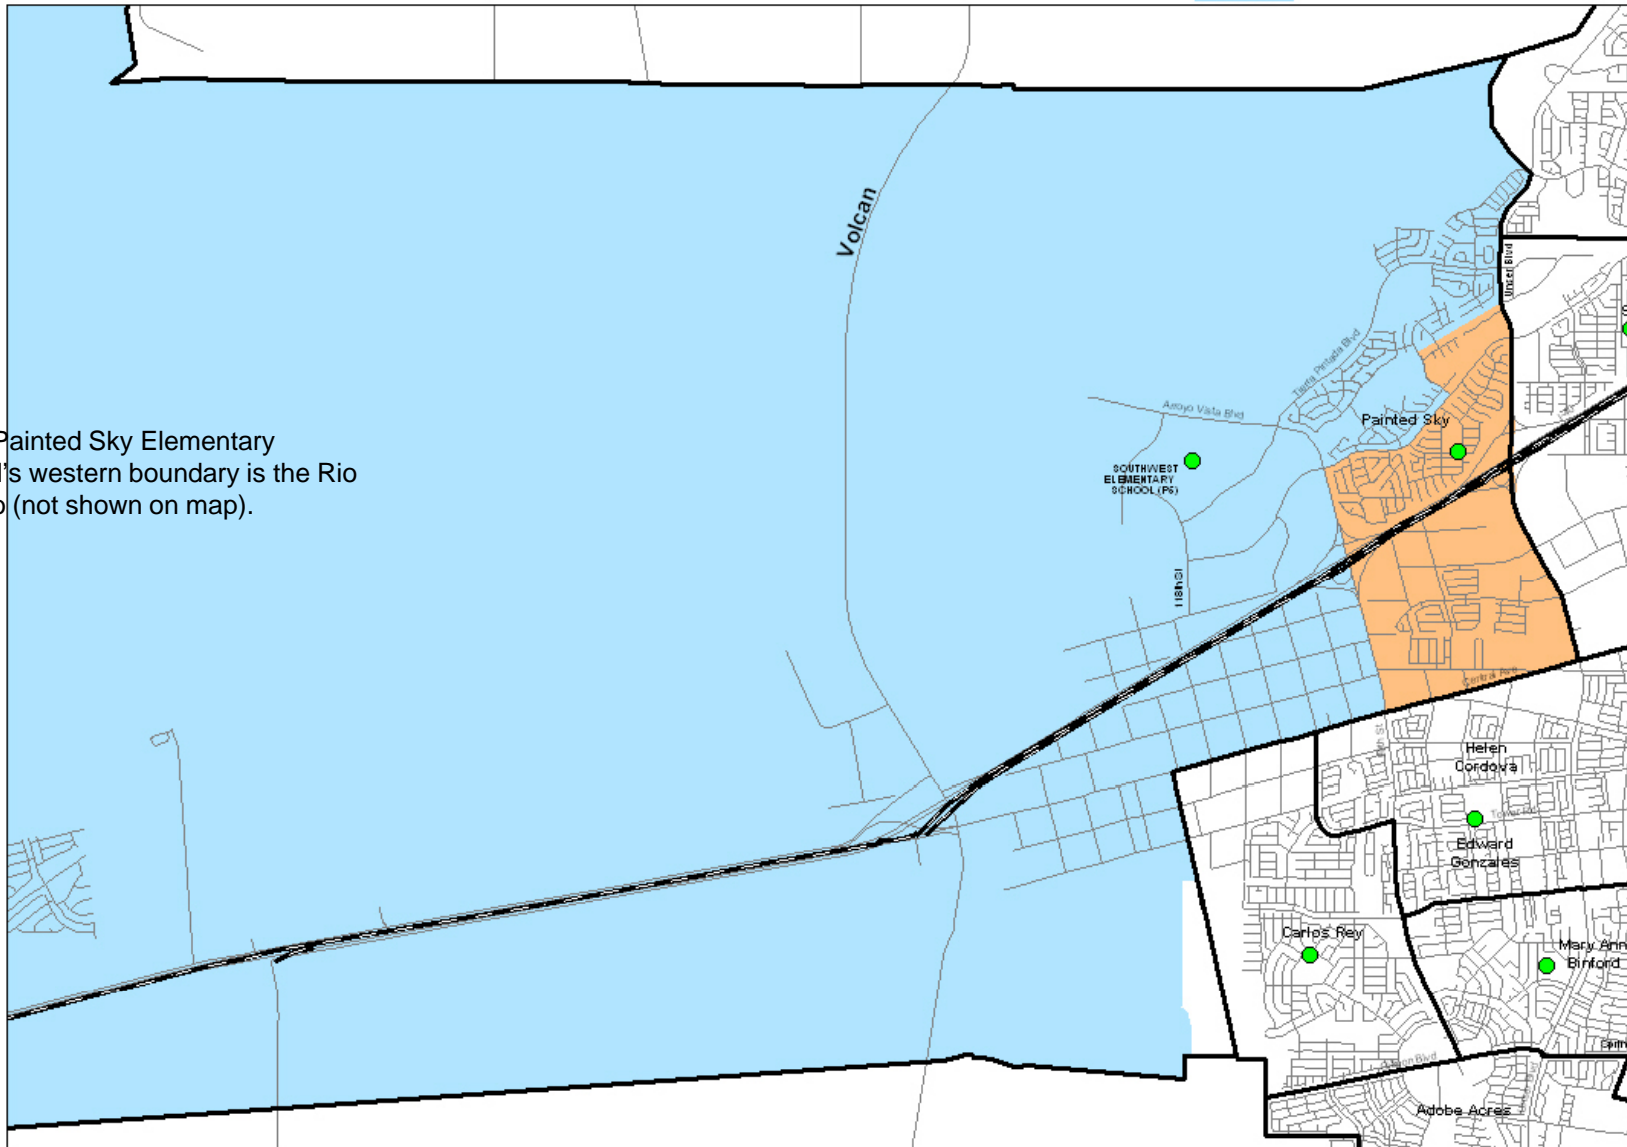 Volcan
Unser Blvd
Tierra Pintada Blvd
Arroyo Vista Blvd
Painted Sky
Painted Sky Elementary
l's western boundary is the Rio
o (not shown on map).
SOUTHWEST
ELEMENTARY
SCHOOL (P6)
118th St
Central Ave
Helen
Cordova
Tower Rd
Edward
Gonzales
Carlos Rey
Mary Ann
Binford
Adobe Acres